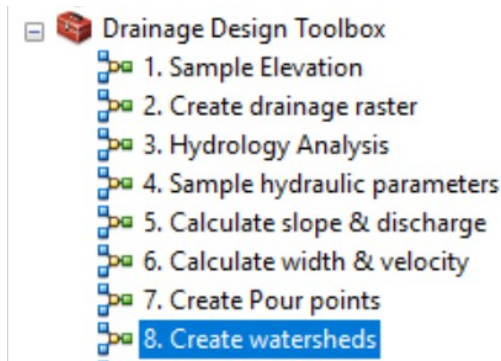 Drainage Design Toolbox
1. Sample Elevation
2. Create drainage raster
3. Hydrology Analysis
4. Sample hydraulic parameters
5. Calculate slope & discharge
6. Calculate width & velocity
7. Create Pour points
8. Create watersheds